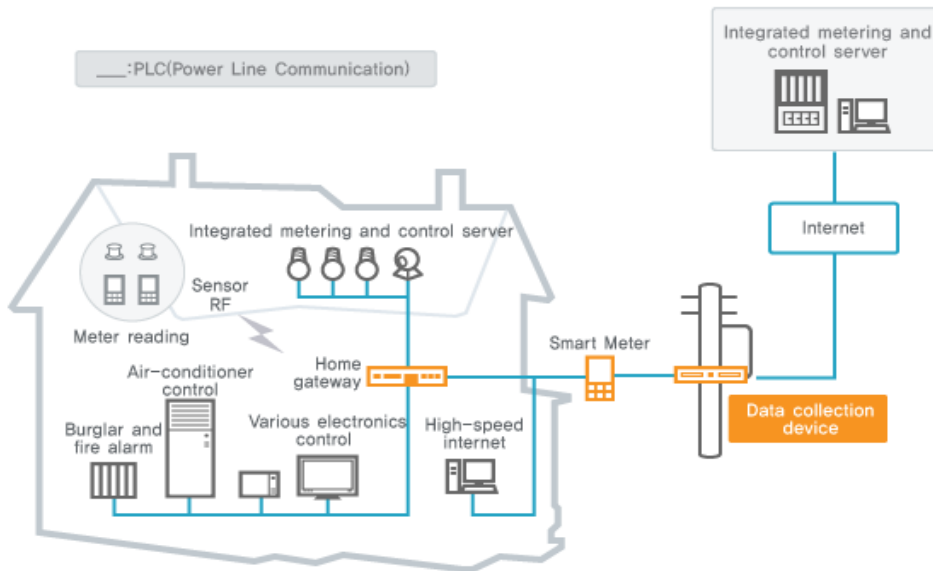 Integrated metering and
control server
___:PLC(Power Line Communication)
Internet
Integrated metering and control server
Sensor
RF
Meter reading
Smart Meter
Home
gateway
Air-conditioner
control
Data collection
device
Various electronics
control
High-speed
internet
Burglar and
fire alarm